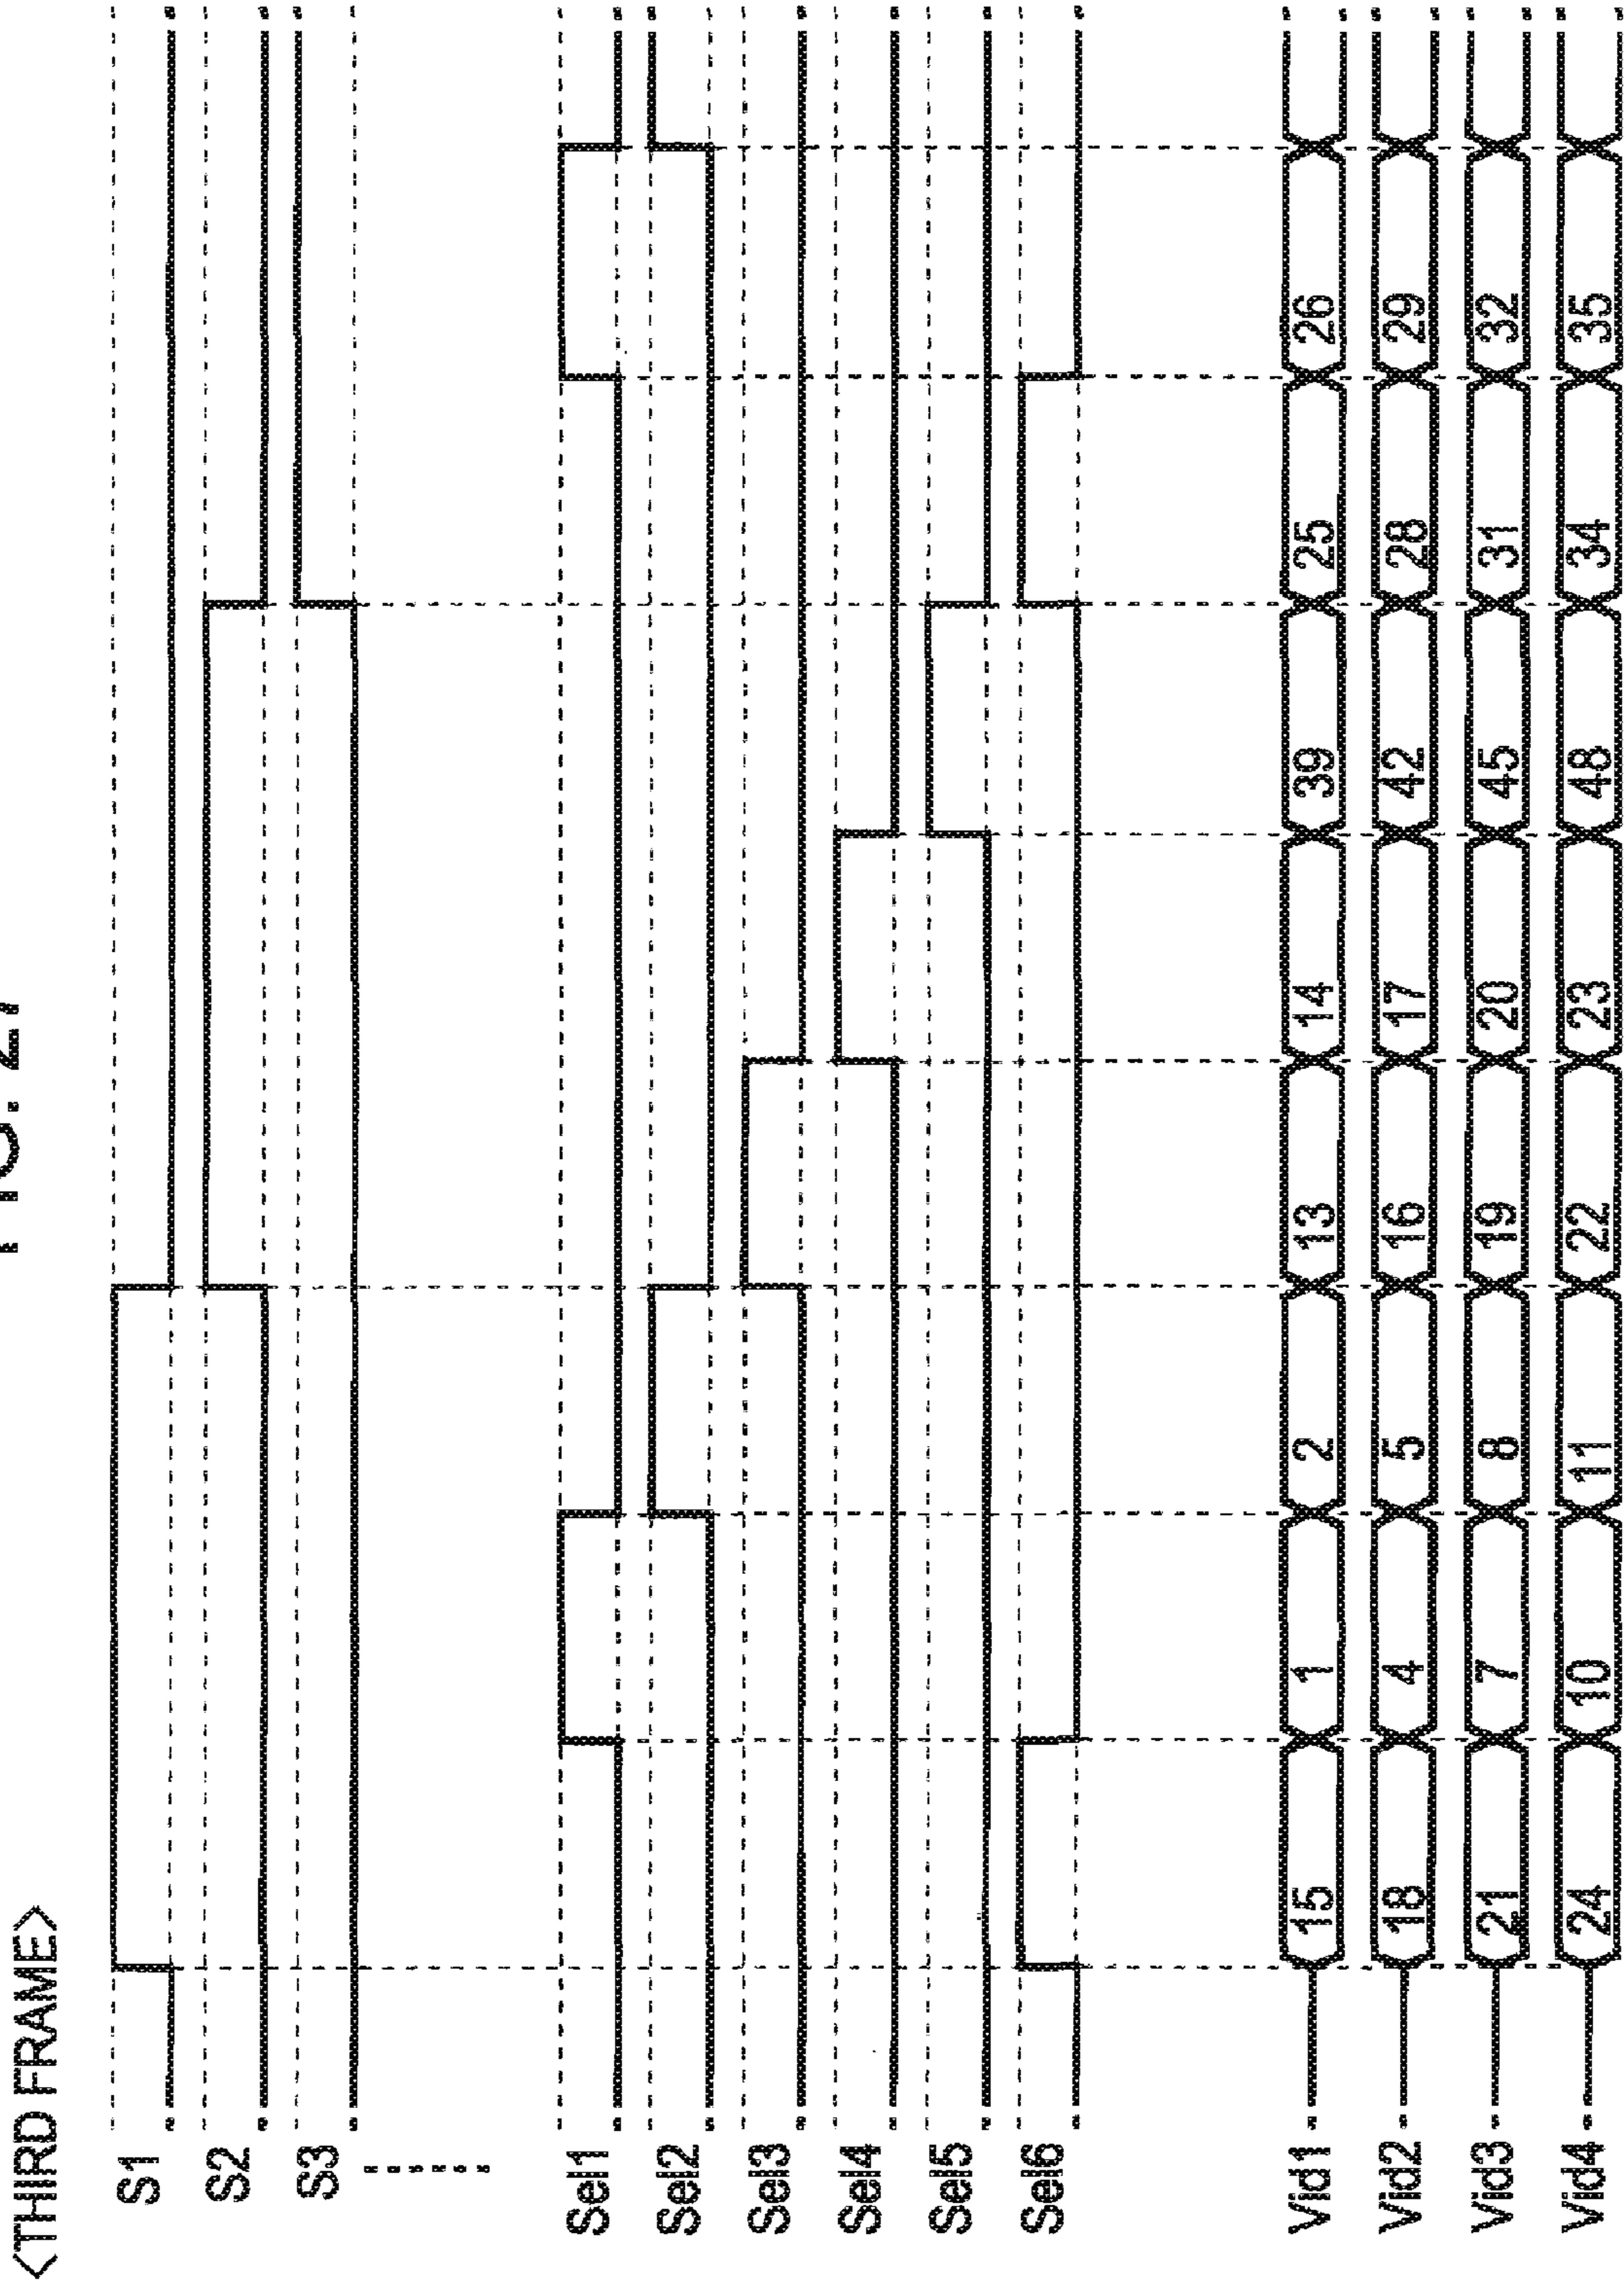 <THIRD FRAME>
S1
S2
S3
Sel1
Sel2
Sel3
Sel4
Sel5
Sel6
Vid1 15 1 2 13 14 39 25 26
Vid2 18 4 5 16 17 42 28 29
Vid3 21 7 8 19 20 45 31 32
Vid4 24 10 11 22 23 48 34 35